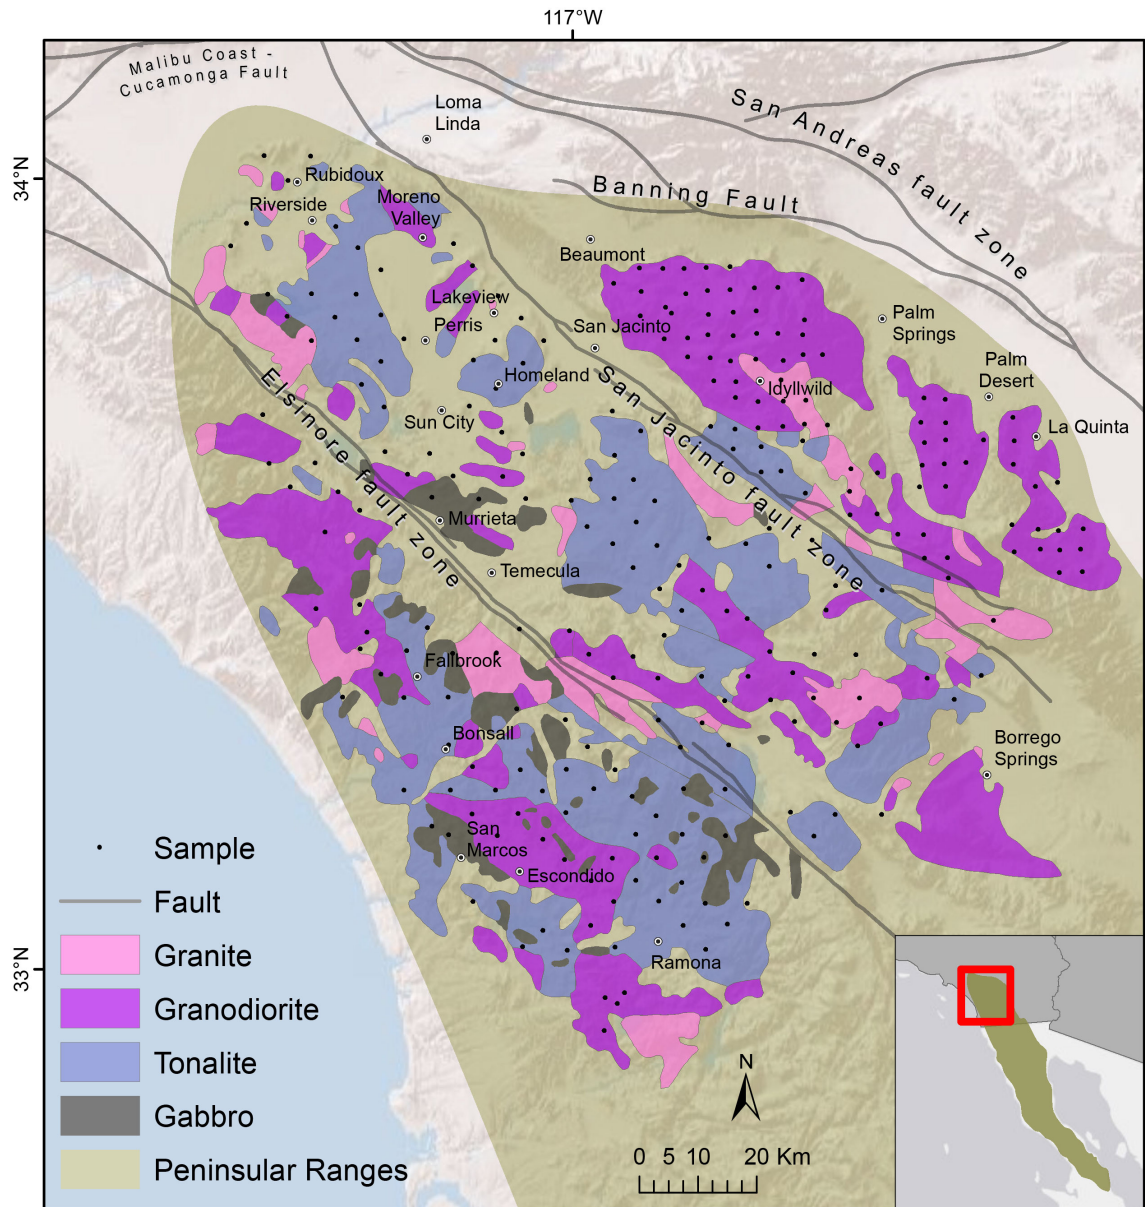 117°W
34°N
33°N
Malibu Coast -
Cucamonga Fault
Loma
Linda
San Andreas fault zone
Banning Fault
Rubidoux
Riverside
Moreno
Valley
Beaumont
Lakeview
Perris
San Jacinto
Palm
Springs
Palm
Desert
Homeland
Idyllwild
Sun City
La Quinta
Elsinore fault zone
San Jacinto fault zone
Murrieta
Temecula
Fallbrook
Bonsall
Borrego
Springs
San
Marcos
Escondido
Ramona
Sample
Fault
Granite
Granodiorite
Tonalite
Gabbro
Peninsular Ranges
N
0 5 10 20 Km